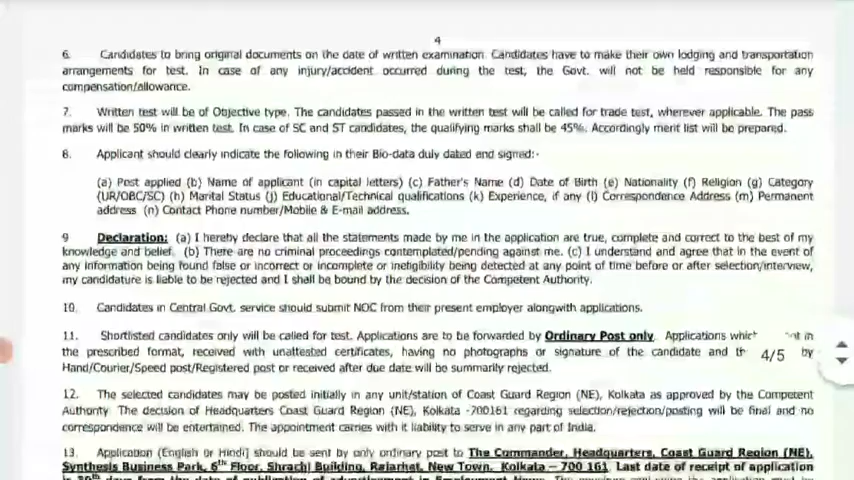 4
6. Candidates to bring original documents on the date of written examination. Candidates have to make their own lodging and transportation
arrangements for test. In case of any injury/accident occurred during the test, the Govt. will not be held responsible for any
compensation/allowance.
7. Written test will be of Objective type. The candidates passed in the written test will be called for trade test, wherever applicable. The pass
marks will be 50% in written test. In case of SC and ST candidates, the qualifying marks shall be 45%. Accordingly merit list will be prepared.
8. Applicant should clearly indicate the following in their Bio-data duly dated and signed:-
(a) Post applied (b) Name of applicant (in capital letters) (c) Father's Name (d) Date of Birth (e) Nationality (f) Religion (g) Category
(UR/OBC/SC) (h) Marital Status (j) Educational/Technical qualifications (k) Experience, if any (l) Correspondence Address (m) Permanent
address (n) Contact Phone number/Mobile & E-mail address.
9 Declaration: (a) I hereby declare that all the statements made by me in the application are true, complete and correct to the best of my
knowledge and belief. (b) There are no criminal proceedings contemplated/pending against me. (c) I understand and agree that in the event of
any information being found false or incorrect or incomplete or ineligibility being detected at any point of time before or after selection/interview,
my candidature is liable to be rejected and I shall be bound by the decision of the Competent Authority.
10. Candidates in Central Govt. service should submit NOC from their present employer alongwith applications.
11. Shortlisted candidates only will be called for test. Applications are to be forwarded by Ordinary Post only. Applications in
the prescribed format, received with unattested certificates, having no photographs or signature of the candidate and 4/5 by
Hand/Courier/Speed post/Registered post or received after due date will be summarily rejected.
12. The selected candidates may be posted initially in any unit/station of Coast Guard Region (NE), Kolkata as approved by the Competent
Authority. The decision of Headquarters Coast Guard Region (NE), Kolkata -700161 regarding selection/rejection/posting will be final and no
correspondence will be entertained. The appointment carries with it liability to serve in any part of India.
13. Application (English or Hindi) should be sent by only ordinary post to The Commander, Headquarters, Coast Guard Region (NE),
Synthesis Business Park, 6th Floor, Shrachi Building, Rajarhat, New Town, Kolkata – 700 161. Last date of receipt of application